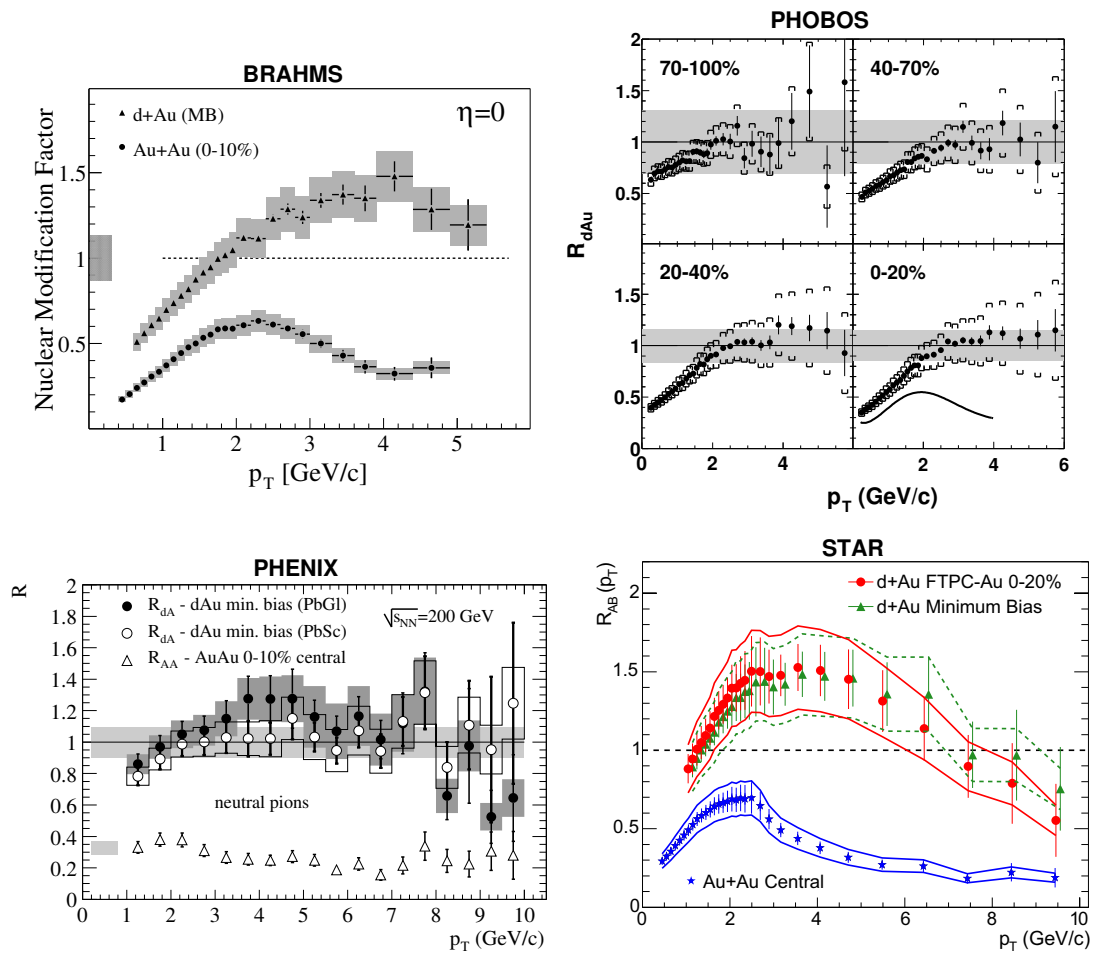 BRAHMS
Nuclear Modification Factor
1.5
1
0.5
d+Au (MB)
Au+Au (0-10%)
η=0
1 2 3 4 5
p_T [GeV/c]
PHOBOS
R_dAu
2
1.5
1
0.5
0
1.5
1
0.5
0
70-100%
40-70%
20-40%
0-20%
0 2 4 2 4 6
p_T (GeV/c)
PHENIX
R
2
1.8
1.6
1.4
1.2
1
0.8
0.6
0.4
0.2
0
R_dA - dAu min. bias (PbGl)
R_dA - dAu min. bias (PbSc)
R_AA - AuAu 0-10% central
√s_NN=200 GeV
neutral pions
0 1 2 3 4 5 6 7 8 9 10
p_T (GeV/c)
STAR
R_AB(p_T)
2
1.5
1
0.5
0
d+Au FTPC-Au 0-20%
d+Au Minimum Bias
Au+Au Central
0 2 4 6 8 10
p_T (GeV/c)